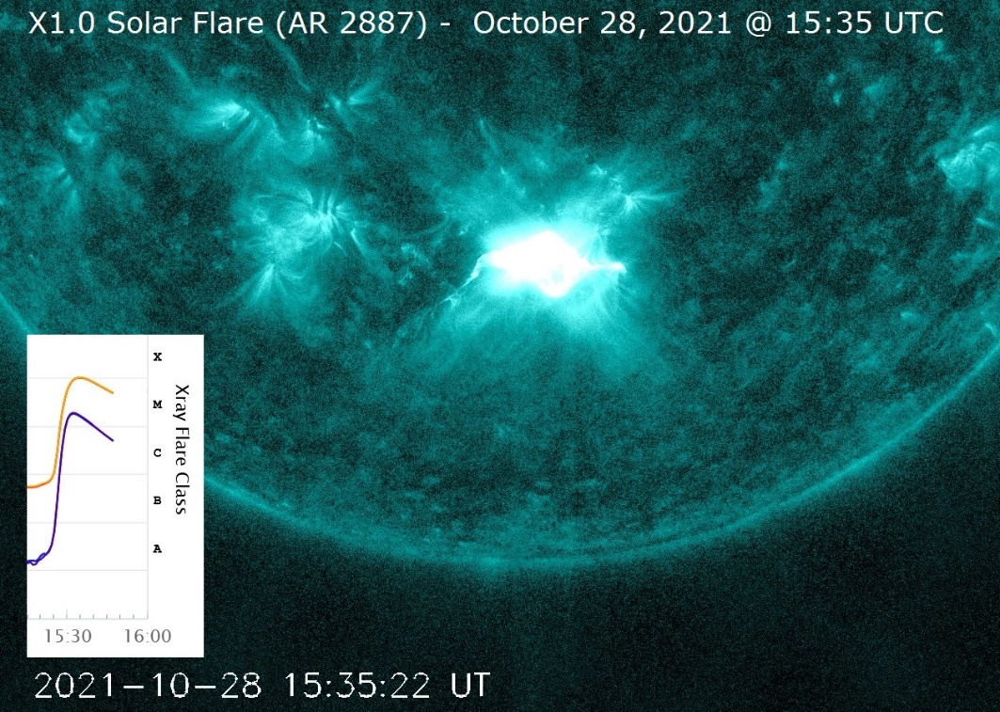 X1.0 Solar Flare (AR 2887) - October 28, 2021 @ 15:35 UTC
X
M
C
B
A
Xray Flare Class
15:30 16:00
2021-10-28 15:35:22 UT